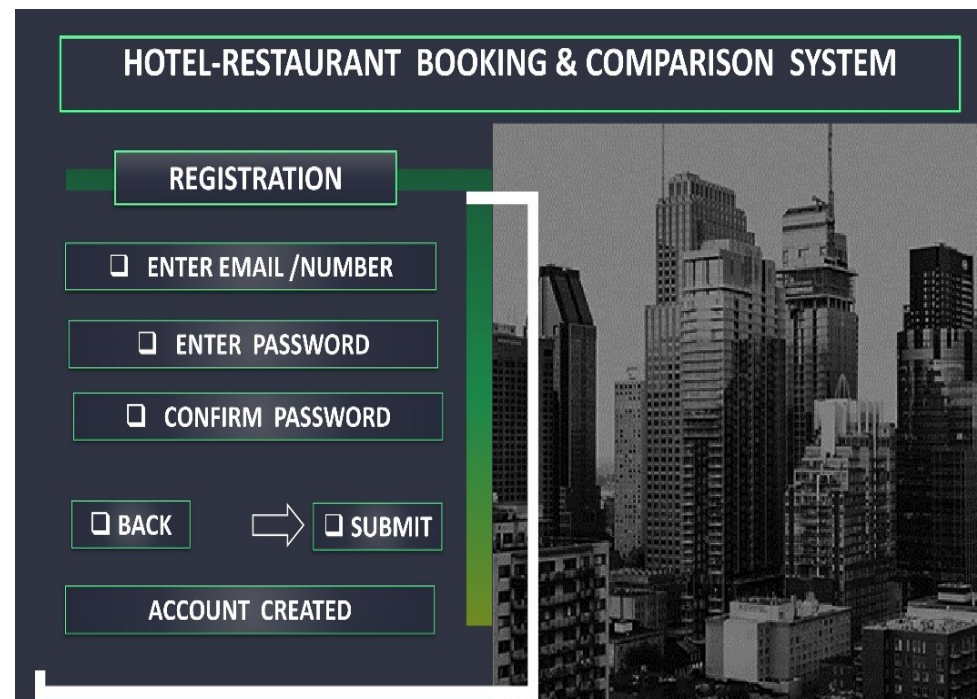 HOTEL-RESTAURANT BOOKING & COMPARISON SYSTEM
REGISTRATION
❑ ENTER EMAIL /NUMBER
❑ ENTER PASSWORD
❑ CONFIRM PASSWORD
❑ BACK
❑ SUBMIT
ACCOUNT CREATED